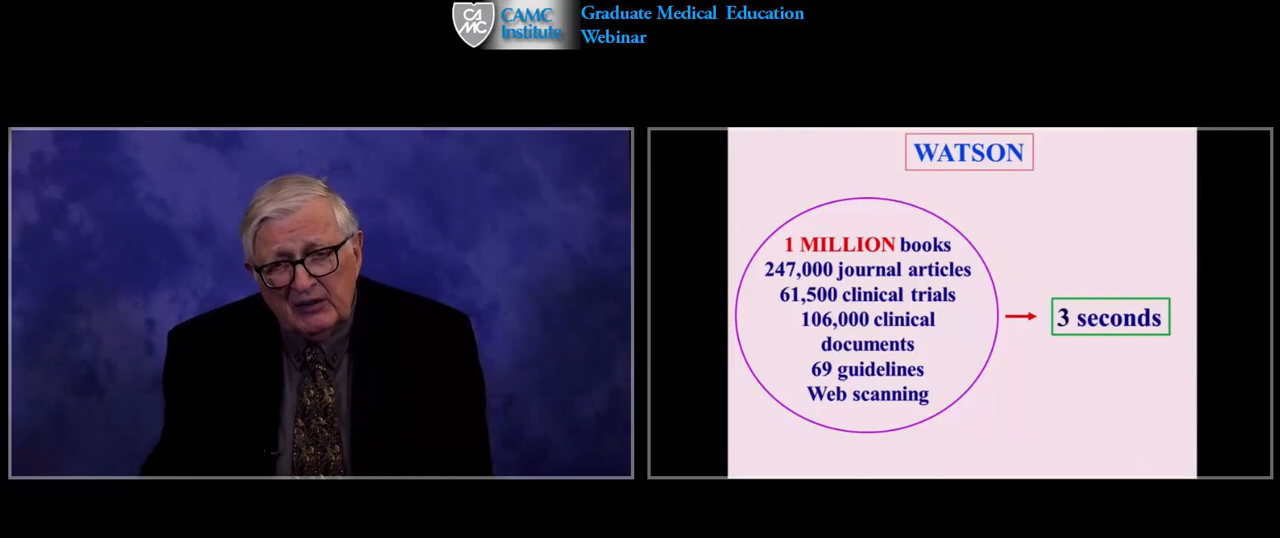 CAMC
CAMC
Institute
Graduate Medical Education
Webinar
WATSON
1 MILLION books
247,000 journal articles
61,500 clinical trials
106,000 clinical
documents
69 guidelines
Web scanning
3 seconds